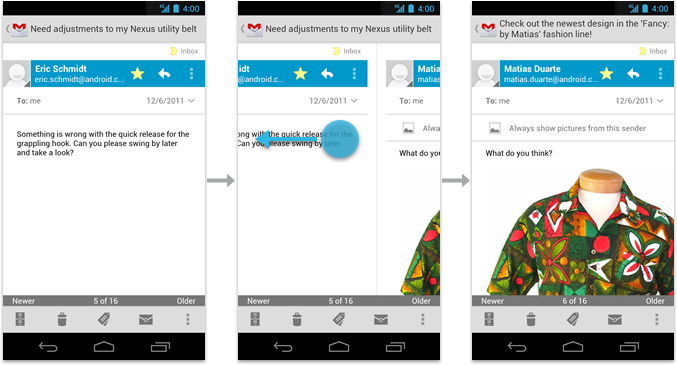 4G 4:00
Need adjustments to my Nexus utility belt
Inbox
Eric Schmidt
eric.schmidt@android.c...
To: me
12/6/2011
Something is wrong with the quick release for the
grappling hook. Can you please swing by later
and take a look?
Newer
5 of 16
Older
4G 4:00
Need adjustments to my Nexus utility belt
Inbox
idt
@android.c...
12/6/2011
ong with the quick release for the
Can you please swing by later
Matia
matias.
To: me
Alwa
What do you
Newer
5 of 16
Older
4G 4:00
Check out the newest design in the 'Fancy:
by Matias' fashion line!
Inbox
Matias Duarte
matias.duarte@android.c...
To: me
12/6/2011
Always show pictures from this sender
What do you think?
Newer
6 of 16
Older